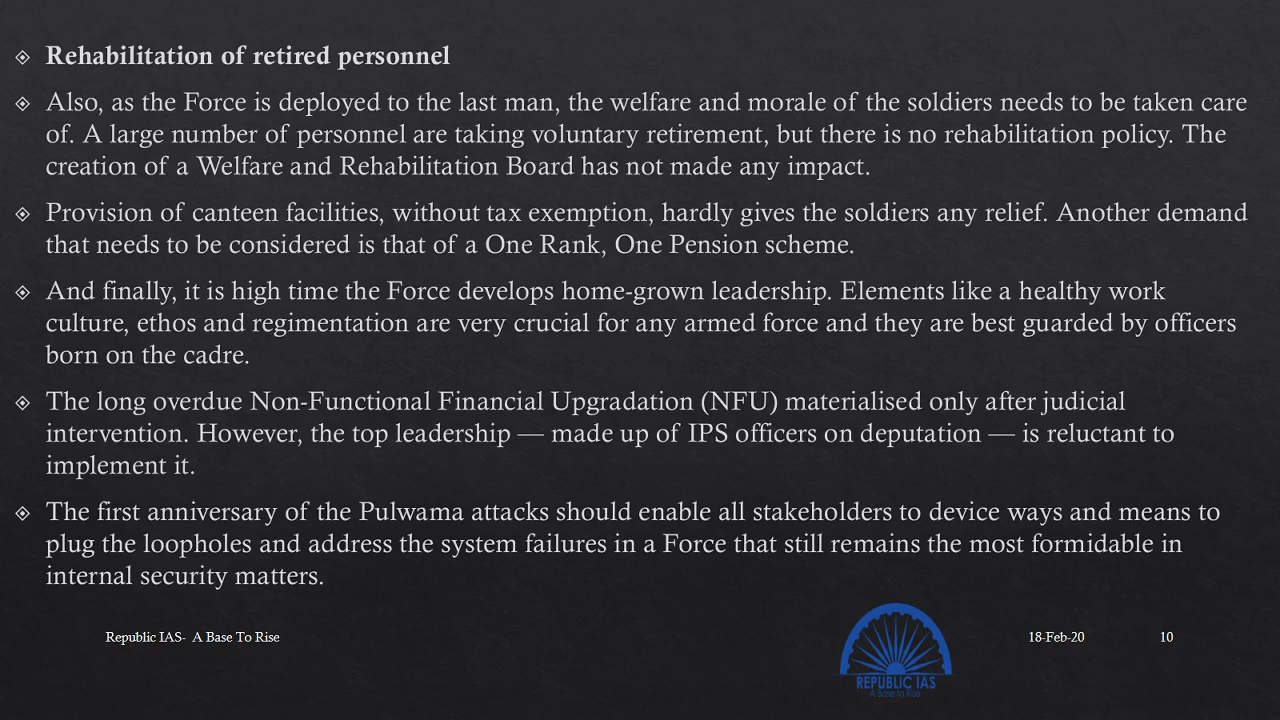 Rehabilitation of retired personnel
Also, as the Force is deployed to the last man, the welfare and morale of the soldiers needs to be taken care
of. A large number of personnel are taking voluntary retirement, but there is no rehabilitation policy. The
creation of a Welfare and Rehabilitation Board has not made any impact.
Provision of canteen facilities, without tax exemption, hardly gives the soldiers any relief. Another demand
that needs to be considered is that of a One Rank, One Pension scheme.
And finally, it is high time the Force develops home-grown leadership. Elements like a healthy work
culture, ethos and regimentation are very crucial for any armed force and they are best guarded by officers
born on the cadre.
The long overdue Non-Functional Financial Upgradation (NFU) materialised only after judicial
intervention. However, the top leadership — made up of IPS officers on deputation — is reluctant to
implement it.
The first anniversary of the Pulwama attacks should enable all stakeholders to device ways and means to
plug the loopholes and address the system failures in a Force that still remains the most formidable in
internal security matters.
Republic IAS- A Base To Rise
REPUBLIC IAS
A Base to Rise
18-Feb-20
10